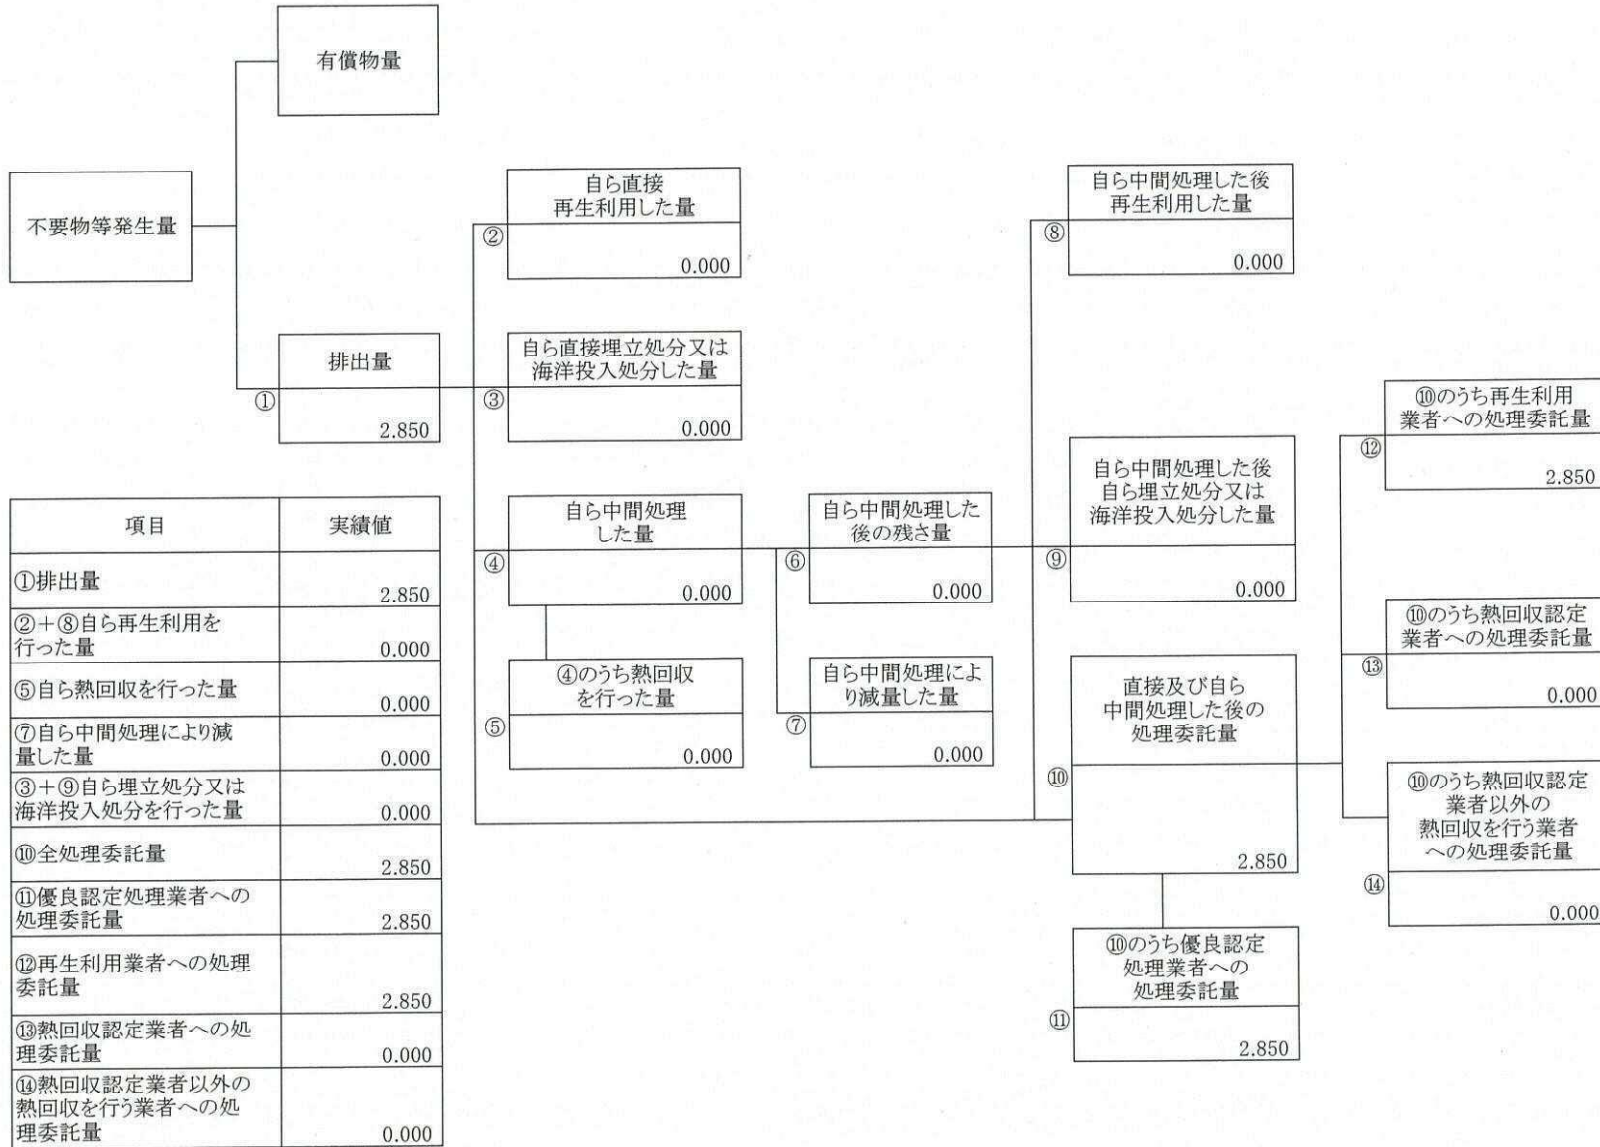 有償物量
不要物等発生量
自ら直接
再生利用した量
②
0.000
自ら中間処理した後
再生利用した量
⑧
0.000
排出量
①
2.850
自ら直接埋立処分又は
海洋投入処分した量
③
0.000
⑩のうち再生利用
業者への処理委託量
⑫
2.850
自ら中間処理
した量
④
0.000
自ら中間処理した
後の残さ量
⑥
0.000
自ら中間処理した後
自ら埋立処分又は
海洋投入処分した量
⑨
0.000
⑩のうち熱回収認定
業者への処理委託量
⑬
0.000
④のうち熱回収
を行った量
⑤
0.000
自ら中間処理によ
り減量した量
⑦
0.000
直接及び自ら
中間処理した後の
処理委託量
⑩
2.850
⑩のうち熱回収認定
業者以外の
熱回収を行う業者
への処理委託量
⑭
0.000
⑩のうち優良認定
処理業者への
処理委託量
⑪
2.850
項目 実績値
①排出量 2.850
②+⑧自ら再生利用を
行った量 0.000
⑤自ら熱回収を行った量 0.000
⑦自ら中間処理により減
量した量 0.000
③+⑨自ら埋立処分又は
海洋投入処分を行った量 0.000
⑩全処理委託量 2.850
⑪優良認定処理業者への
処理委託量 2.850
⑫再生利用業者への処理
委託量 2.850
⑬熱回収認定業者への処
理委託量 0.000
⑭熱回収認定業者以外の
熱回収を行う業者への処
理委託量 0.000